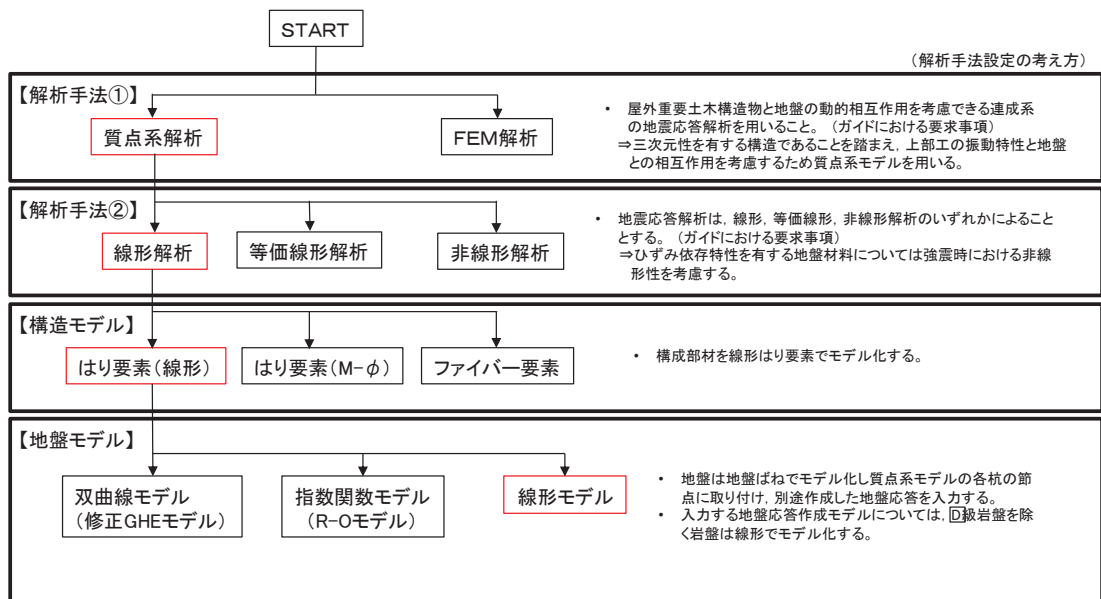 START
(解析手法設定の考え方)
【解析手法①】
質点系解析
FEM解析
・ 屋外重要土木構造物と地盤の動的相互作用を考慮できる連成系
の地震応答解析を用いること。(ガイドにおける要求事項)
⇒三次元性を有する構造であることを踏まえ,上部工の振動特性と地盤
との相互作用を考慮するため質点系モデルを用いる。
【解析手法②】
線形解析
等価線形解析
非線形解析
・ 地震応答解析は,線形,等価線形,非線形解析のいずれかによること
とする。(ガイドにおける要求事項)
⇒ひずみ依存特性を有する地盤材料については強震時における非線
形性を考慮する。
【構造モデル】
はり要素(線形)
はり要素(M-φ)
ファイバー要素
・ 構成部材を線形はり要素でモデル化する。
【地盤モデル】
双曲線モデル
(修正GHEモデル)
指数関数モデル
(R-Oモデル)
線形モデル
・ 地盤は地盤ばねでモデル化し質点系モデルの各杭の節
点に取り付け,別途作成した地盤応答を入力する。
・ 入力する地盤応答作成モデルについては,D級岩盤を除
く岩盤は線形でモデル化する。